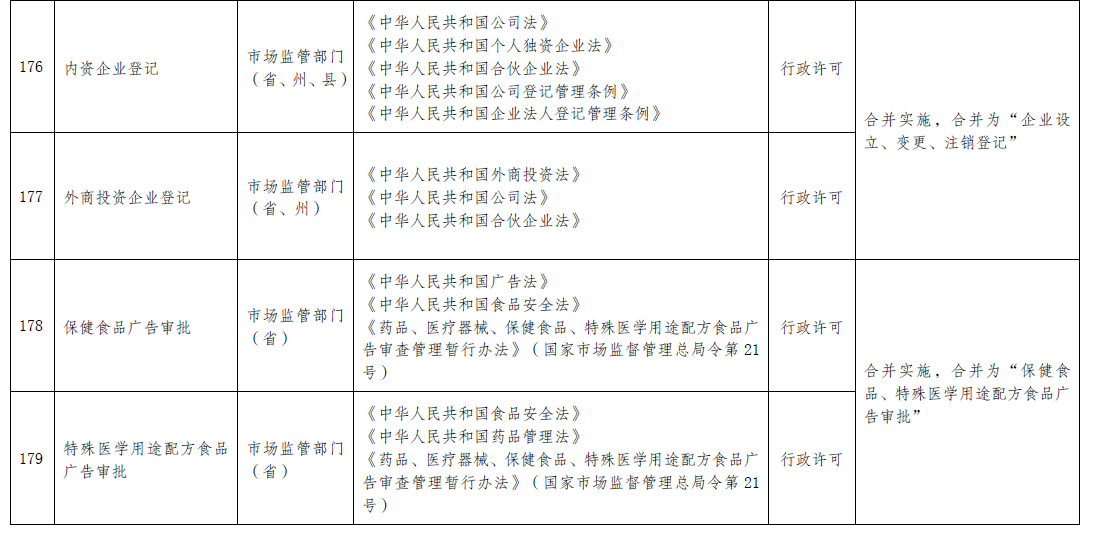 176
内资企业登记
市场监管部门
（省、州、县）
《中华人民共和国公司法》
《中华人民共和国个人独资企业法》
《中华人民共和国合伙企业法》
《中华人民共和国公司登记管理条例》
《中华人民共和国企业法人登记管理条例》
行政许可
合并实施，合并为“企业设
立、变更、注销登记”
177
外商投资企业登记
市场监管部门
（省、州）
《中华人民共和国外商投资法》
《中华人民共和国公司法》
《中华人民共和国合伙企业法》
行政许可
178
保健食品广告审批
市场监管部门
（省）
《中华人民共和国广告法》
《中华人民共和国食品安全法》
《药品、医疗器械、保健食品、特殊医学用途配方食品广
告审查管理暂行办法》（国家市场监督管理总局令第 21
号）
行政许可
合并实施，合并为“保健食
品、特殊医学用途配方食品广
告审批”
179
特殊医学用途配方食品
广告审批
市场监管部门
（省）
《中华人民共和国食品安全法》
《中华人民共和国药品管理法》
《药品、医疗器械、保健食品、特殊医学用途配方食品广
告审查管理暂行办法》（国家市场监督管理总局令第 21
号）
行政许可